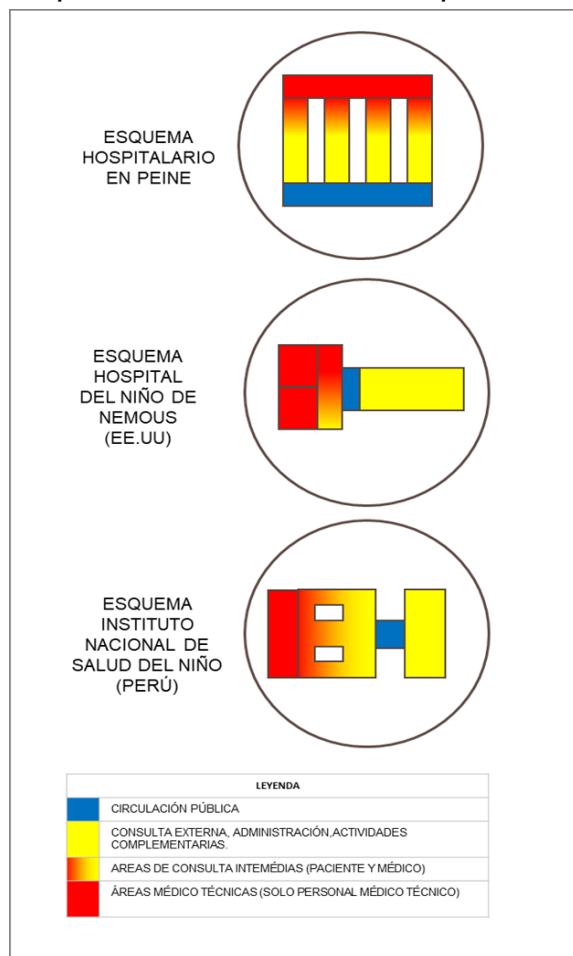 ESQUEMA
HOSPITALARIO
EN PEINE
ESQUEMA
HOSPITAL
DEL NIÑO DE
NEMOUS
(EE.UU)
ESQUEMA
INSTITUTO
NACIONAL DE
SALUD DEL NIÑO
(PERÚ)
LEYENDA
CIRCULACIÓN PÚBLICA
CONSULTA EXTERNA, ADMINISTRACIÓN,ACTIVIDADES
COMPLEMENTARIAS.
AREAS DE CONSULTA INTEMÉDIAS (PACIENTE Y MÉDICO)
ÁREAS MÉDICO TÉCNICAS (SOLO PERSONAL MÉDICO TÉCNICO)